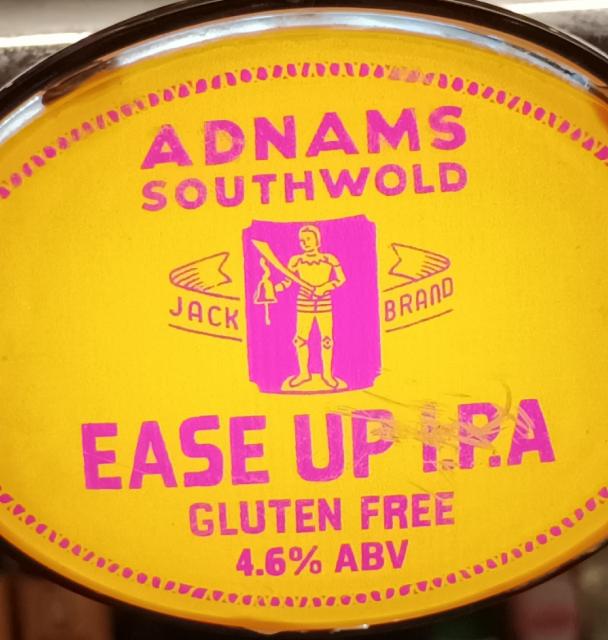 ADNAMS
SOUTHWOLD
JACK BRAND
EASE UP I.P.A
GLUTEN FREE
4.6% ABV